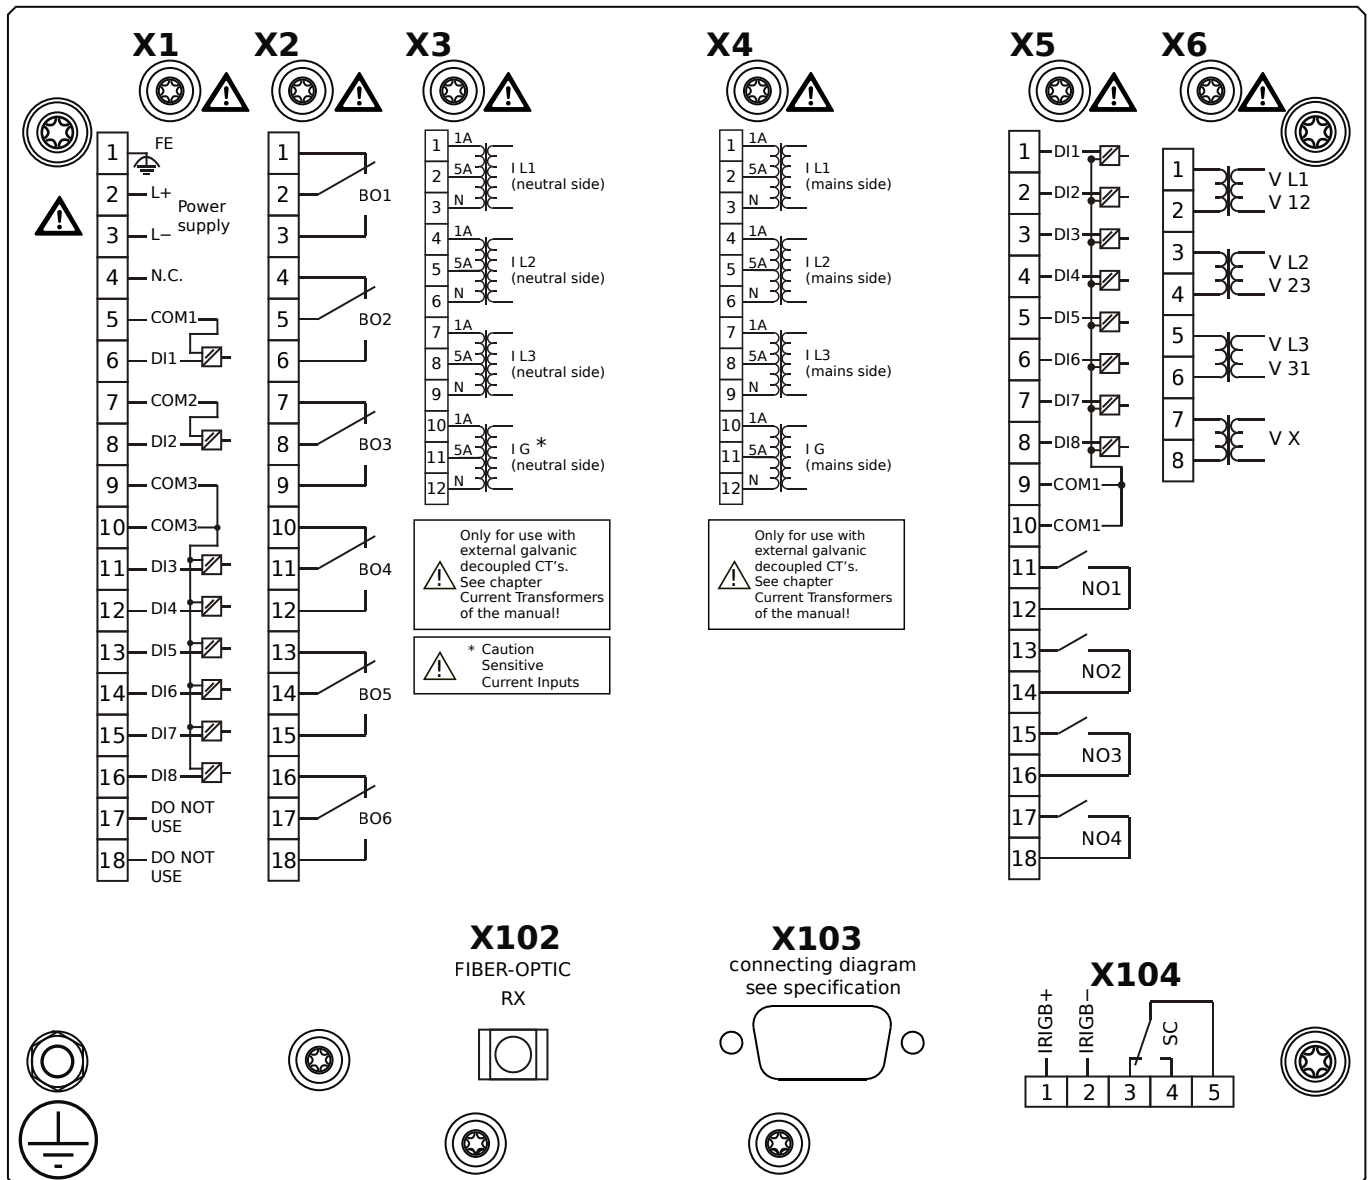 X1
X2
X3
X4
X5
X6
1
FE
2
L+
Power
supply
3
L−
4
N.C.
5
COM1
6
DI1
7
COM2
8
DI2
9
COM3
10
COM3
11
DI3
12
DI4
13
DI5
14
DI6
15
DI7
16
DI8
17
DO NOT
USE
18
DO NOT
USE
1
2
BO1
3
4
5
BO2
6
7
8
BO3
9
10
11
BO4
12
13
14
BO5
15
16
17
BO6
18
1
1A
2
5A
I L1
(neutral side)
3
N
4
1A
5
5A
I L2
(neutral side)
6
N
7
1A
8
5A
I L3
(neutral side)
9
N
10
1A
11
5A
I G *
(neutral side)
12
N
Only for use with
external galvanic
decoupled CT's.
See chapter
Current Transformers
of the manual!
* Caution
Sensitive
Current Inputs
1
1A
2
5A
I L1
(mains side)
3
N
4
1A
5
5A
I L2
(mains side)
6
N
7
1A
8
5A
I L3
(mains side)
9
N
10
1A
11
5A
I G
(mains side)
12
N
Only for use with
external galvanic
decoupled CT's.
See chapter
Current Transformers
of the manual!
1
DI1
2
DI2
3
DI3
4
DI4
5
DI5
6
DI6
7
DI7
8
DI8
9
COM1
10
COM1
11
NO1
12
13
NO2
14
15
NO3
16
17
NO4
18
1
V L1
V 12
2
3
V L2
V 23
4
5
V L3
V 31
6
7
V X
8
X102
FIBER-OPTIC
RX
X103
connecting diagram
see specification
X104
IRIGB+
IRIGB−
SC
1 2 3 4 5